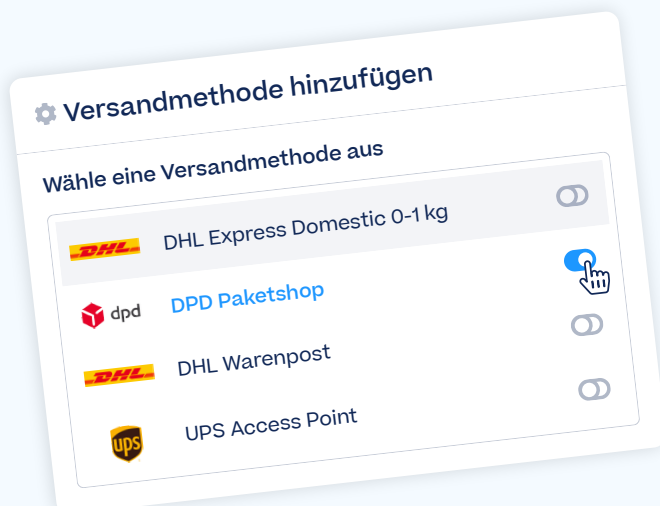 Versandmethode hinzufügen
Wähle eine Versandmethode aus
DHL DHL Express Domestic 0-1 kg
dpd DPD Paketshop
DHL DHL Warenpost
ups UPS Access Point